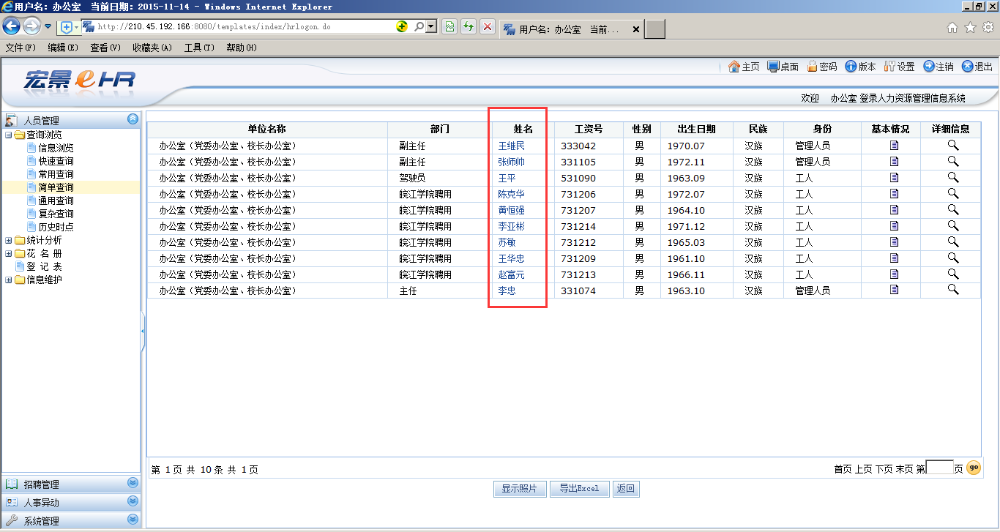 用户名: 办公室 当前日期: 2015-11-14 - Windows Internet Explorer
http://210.45.192.166:8080/templates/index/hrlogon.do
用户名: 办公室 当前...
文件(F) 编辑(E) 查看(V) 收藏夹(A) 工具(T) 帮助(H)
宏景eHR
主页 桌面 密码 版本 设置 注销 退出
欢迎 办公室 登录人力资源管理信息系统
人员管理
查询浏览
信息浏览
快速查询
常用查询
简单查询
通用查询
复杂查询
历史时点
统计分析
花 名 册
登 记 表
信息维护
招聘管理
人事异动
系统管理
单位名称 部门 姓名 工资号 性别 出生日期 民族 身份 基本情况 详细信息
办公室（党委办公室、校长办公室） 副主任 王继民 333042 男 1970.07 汉族 管理人员
办公室（党委办公室、校长办公室） 副主任 张师帅 331105 男 1972.11 汉族 管理人员
办公室（党委办公室、校长办公室） 驾驶员 王平 531090 男 1963.09 汉族 工人
办公室（党委办公室、校长办公室） 皖江学院聘用 陈克华 731206 男 1972.07 汉族 工人
办公室（党委办公室、校长办公室） 皖江学院聘用 黄恒强 731207 男 1964.10 汉族 工人
办公室（党委办公室、校长办公室） 皖江学院聘用 李亚彬 731214 男 1971.12 汉族 工人
办公室（党委办公室、校长办公室） 皖江学院聘用 苏敏 731212 男 1965.03 汉族 工人
办公室（党委办公室、校长办公室） 皖江学院聘用 王华忠 731209 男 1961.10 汉族 工人
办公室（党委办公室、校长办公室） 皖江学院聘用 赵富元 731213 男 1966.11 汉族 工人
办公室（党委办公室、校长办公室） 主任 李忠 331074 男 1963.10 汉族 管理人员
第 1 页 共 10 条 共 1 页
首页 上页 下页 末页 第 页 go
显示照片 导出Excel 返回